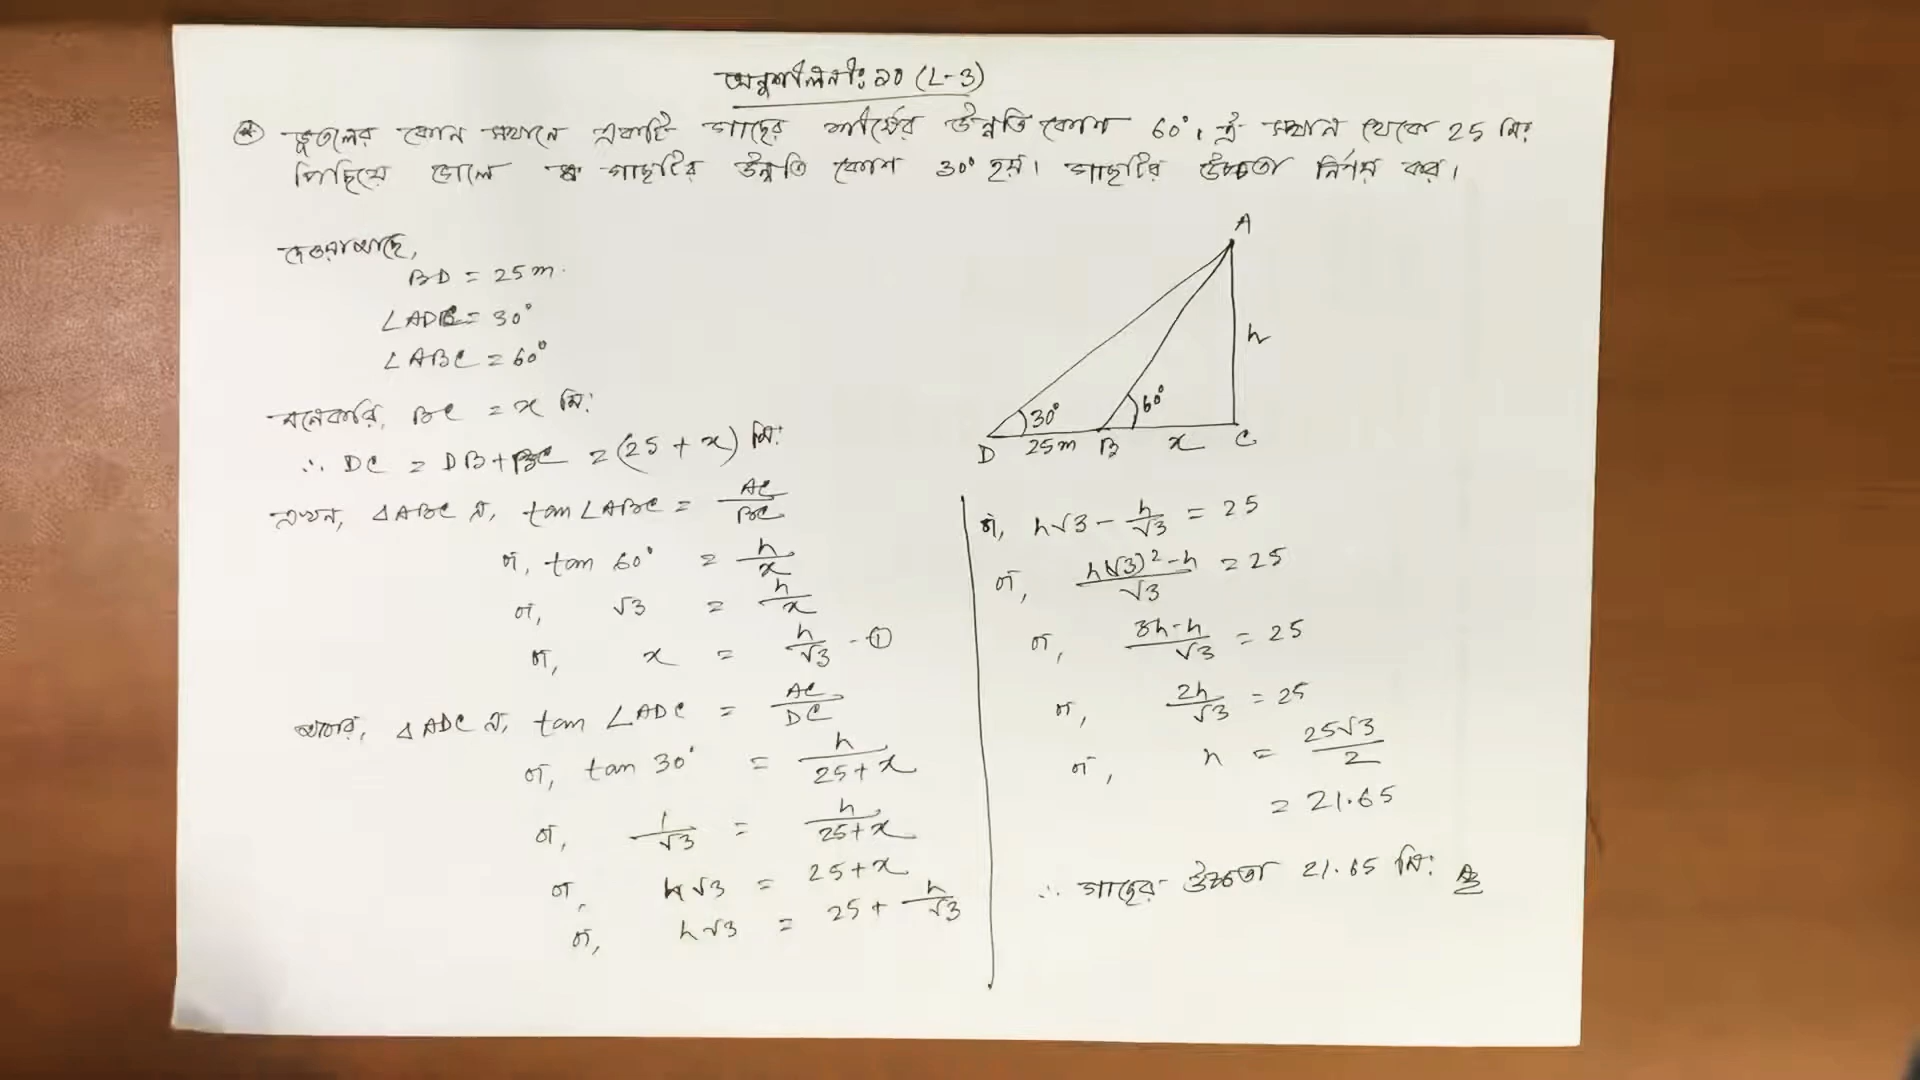 অনুশীলনী: ১০ (L-3)
ভূতলের কোন স্থানে একটি গাছের শীর্ষের উন্নতি কোণ 60°। ঐ স্থান থেকে 25 মি:
পিছিয়ে গেলে গাছটির উন্নতি কোণ 30° হয়। গাছটির উচ্চতা নির্ণয় কর।
দেওয়া আছে,
BD = 25 m.
∠ADC = 30°
∠ABC = 60°
মনেকরি, BC = x মি:
∴ DC = DB + BC = (25 + x) মি:
এখন, △ABC এ, tan ∠ABC = AC/BC
বা, tan 60° = h/x
বা, √3 = h/x
বা, x = h/√3 - ①
আবার, △ADC এ, tan ∠ADC = AC/DC
বা, tan 30° = h/25+x
বা, 1/√3 = h/25+x
বা, h√3 = 25+x
বা, h√3 = 25 + h/√3
A
h
30°
60°
D 25m B x C
বা, h√3 - h/√3 = 25
বা, h(√3)² - h/√3 = 25
বা, 3h-h/√3 = 25
বা, 2h/√3 = 25
বা, h = 25√3/2
= 21.65
∴ গাছের উচ্চতা 21.65 মি: